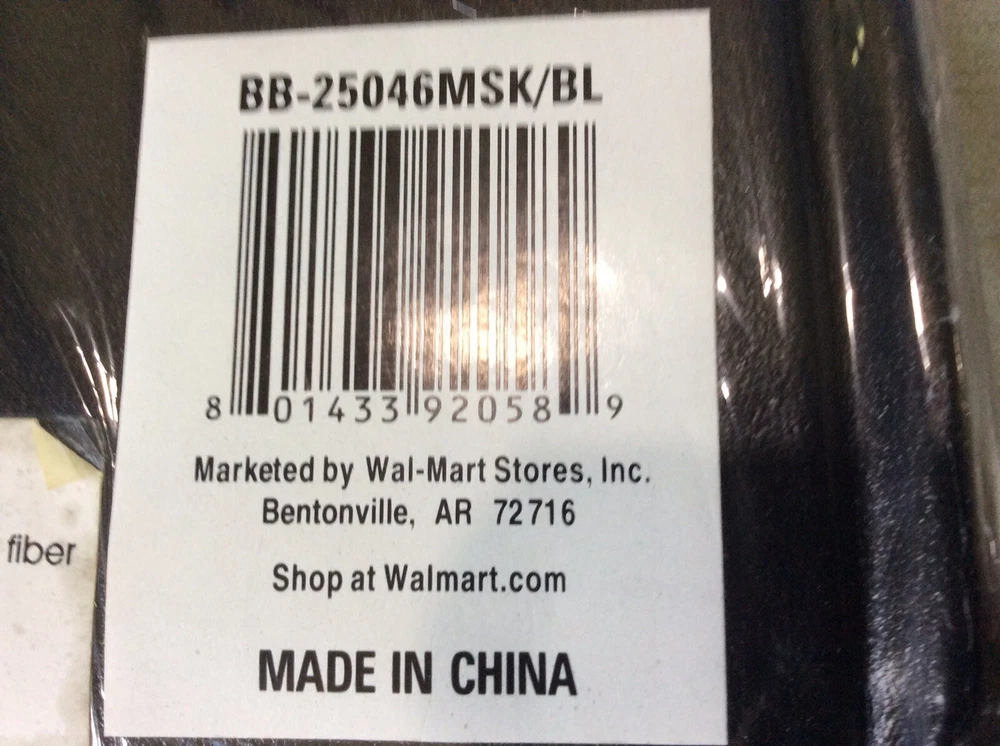 BB-25046MSK/BL
8 01433 92058 9
Marketed by Wal-Mart Stores, Inc.
Bentonville, AR 72716
Shop at Walmart.com
MADE IN CHINA
fiber